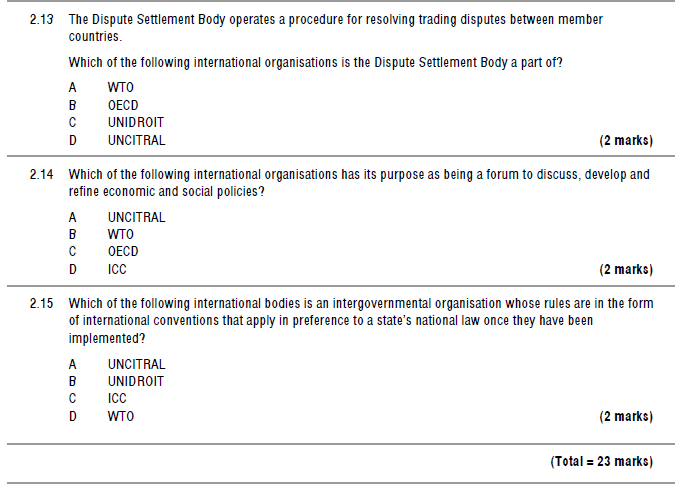 2.13 The Dispute Settlement Body operates a procedure for resolving trading disputes between member
countries.
Which of the following international organisations is the Dispute Settlement Body a part of?
A WTO
B OECD
C UNIDROIT
D UNCITRAL (2 marks)
2.14 Which of the following international organisations has its purpose as being a forum to discuss, develop and
refine economic and social policies?
A UNCITRAL
B WTO
C OECD
D ICC (2 marks)
2.15 Which of the following international bodies is an intergovernmental organisation whose rules are in the form
of international conventions that apply in preference to a state's national law once they have been
implemented?
A UNCITRAL
B UNIDROIT
C ICC
D WTO (2 marks)
(Total = 23 marks)